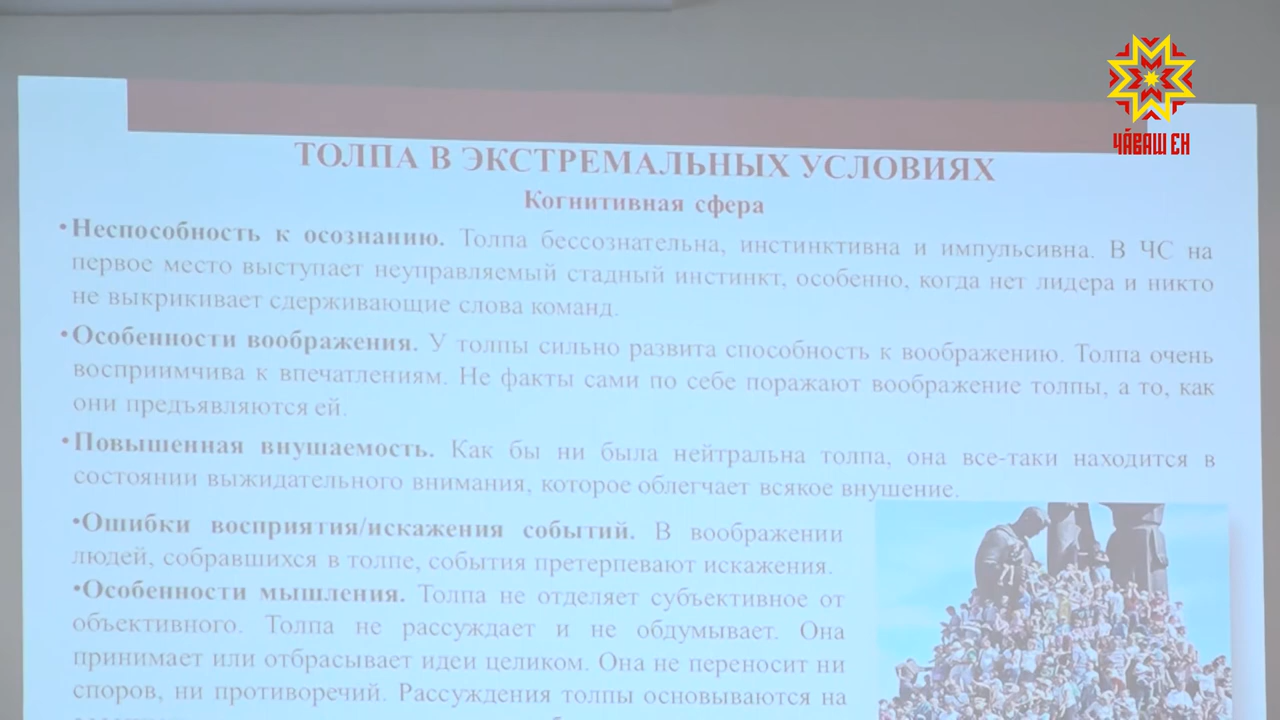 ЧӐВАШ ЕН
ТОЛПА В ЭКСТРЕМАЛЬНЫХ УСЛОВИЯХ
Когнитивная сфера
•Неспособность к осознанию. Толпа бессознательна, инстинктивна и импульсивна. В ЧС на
первое место выступает неуправляемый стадный инстинкт, особенно, когда нет лидера и никто
не выкрикивает сдерживающие слова команд.
•Особенности воображения. У толпы сильно развита способность к воображению. Толпа очень
восприимчива к впечатлениям. Не факты сами по себе поражают воображение толпы, а то, как
они предъявляются ей.
•Повышенная внушаемость. Как бы ни была нейтральна толпа, она все-таки находится в
состоянии выжидательного внимания, которое облегчает всякое внушение.
•Ошибки восприятия/искажения событий. В воображении
людей, собравшихся в толпе, события претерпевают искажения.
•Особенности мышления. Толпа не отделяет субъективное от
объективного. Толпа не рассуждает и не обдумывает. Она
принимает или отбрасывает идеи целиком. Она не переносит ни
споров, ни противоречий. Рассуждения толпы основываются на